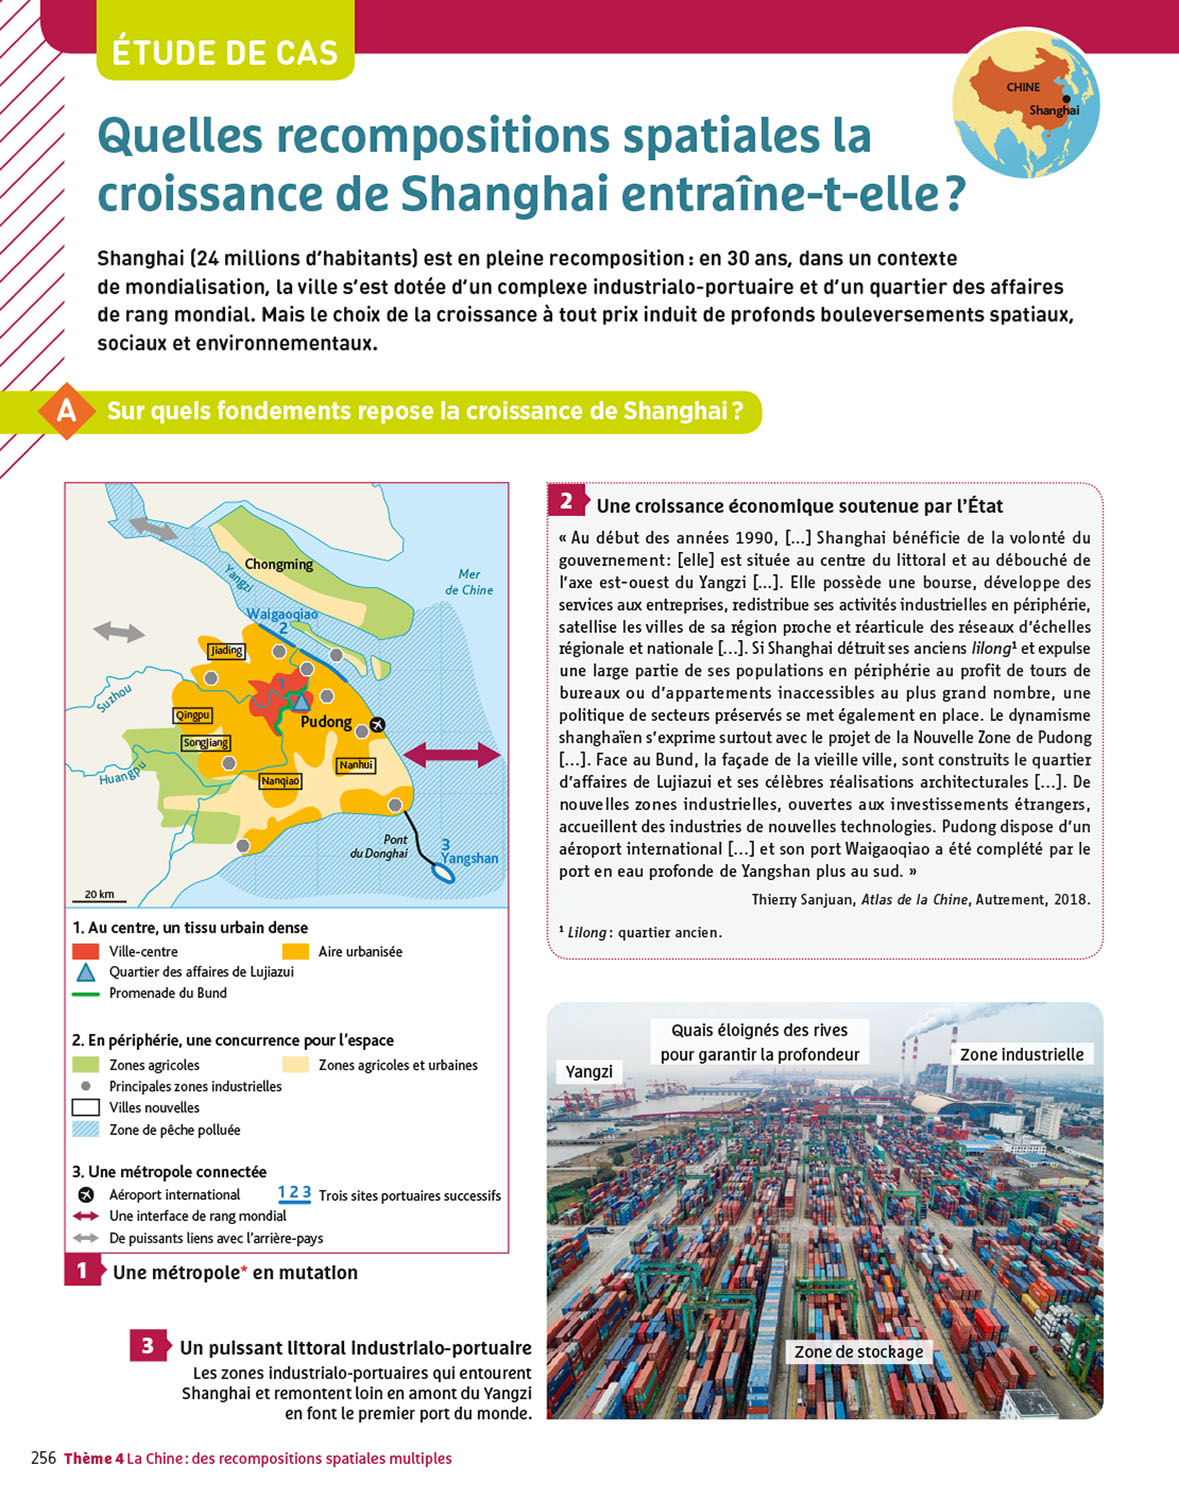 ÉTUDE DE CAS
CHINE
Shanghai
Quelles recompositions spatiales la
croissance de Shanghai entraîne-t-elle ?
Shanghai (24 millions d'habitants) est en pleine recomposition : en 30 ans, dans un contexte
de mondialisation, la ville s'est dotée d'un complexe industrialo-portuaire et d'un quartier des affaires
de rang mondial. Mais le choix de la croissance à tout prix induit de profonds bouleversements spatiaux,
sociaux et environnementaux.
A Sur quels fondements repose la croissance de Shanghai ?
Chongming
Yangzi
Mer
de Chine
Waigaoqiao
2
Jiading
Suzhou
1
Qingpu
Pudong
Songjiang
Huangpu
Nanhui
Nanqiao
Pont
du Donghai
3
Yangshan
20 km
1. Au centre, un tissu urbain dense
Ville-centre
Aire urbanisée
Quartier des affaires de Lujiazui
Promenade du Bund
2. En périphérie, une concurrence pour l'espace
Zones agricoles
Zones agricoles et urbaines
Principales zones industrielles
Villes nouvelles
Zone de pêche polluée
3. Une métropole connectée
Aéroport international
1 2 3 Trois sites portuaires successifs
Une interface de rang mondial
De puissants liens avec l'arrière-pays
1 Une métropole* en mutation
2 Une croissance économique soutenue par l'État
« Au début des années 1990, [...] Shanghai bénéficie de la volonté du
gouvernement : [elle] est située au centre du littoral et au débouché de
l'axe est-ouest du Yangzi [...]. Elle possède une bourse, développe des
services aux entreprises, redistribue ses activités industrielles en périphérie,
satellise les villes de sa région proche et réarticule des réseaux d'échelles
régionale et nationale [...]. Si Shanghai détruit ses anciens lilong¹ et expulse
une large partie de ses populations en périphérie au profit de tours de
bureaux ou d'appartements inaccessibles au plus grand nombre, une
politique de secteurs préservés se met également en place. Le dynamisme
shanghaïen s'exprime surtout avec le projet de la Nouvelle Zone de Pudong
[...]. Face au Bund, la façade de la vieille ville, sont construits le quartier
d'affaires de Lujiazui et ses célèbres réalisations architecturales [...]. De
nouvelles zones industrielles, ouvertes aux investissements étrangers,
accueillent des industries de nouvelles technologies. Pudong dispose d'un
aéroport international [...] et son port Waigaoqiao a été complété par le
port en eau profonde de Yangshan plus au sud. »
Thierry Sanjuan, Atlas de la Chine, Autrement, 2018.
¹ Lilong : quartier ancien.
Quais éloignés des rives
pour garantir la profondeur
Yangzi
Zone industrielle
Zone de stockage
3 Un puissant littoral industrialo-portuaire
Les zones industrialo-portuaires qui entourent
Shanghai et remontent loin en amont du Yangzi
en font le premier port du monde.
256 Thème 4 La Chine : des recompositions spatiales multiples